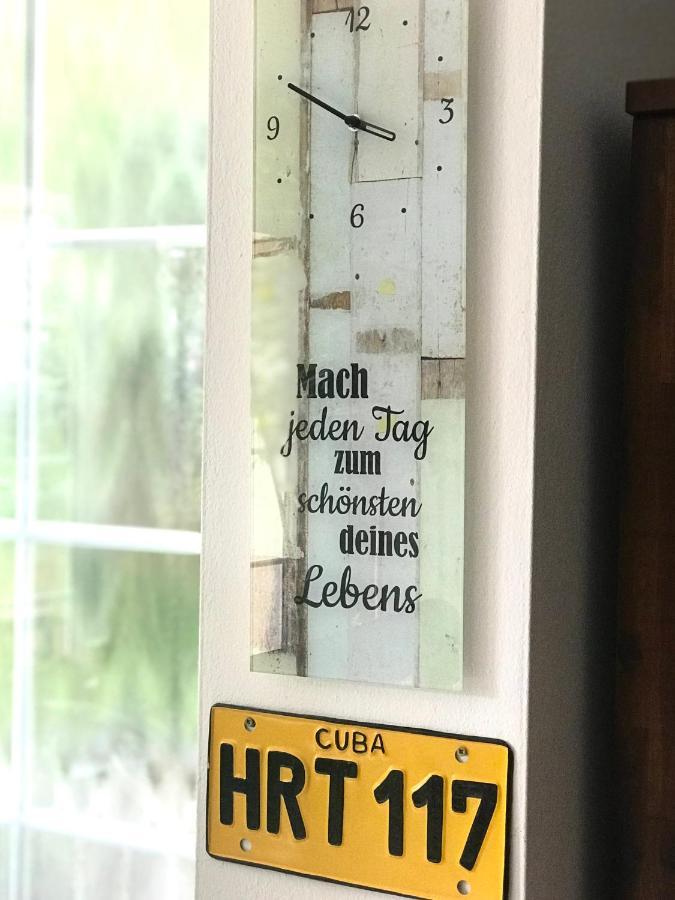 12
9 3
6
Mach
jeden Tag
zum
schönsten
deines
Lebens
CUBA
HRT 117